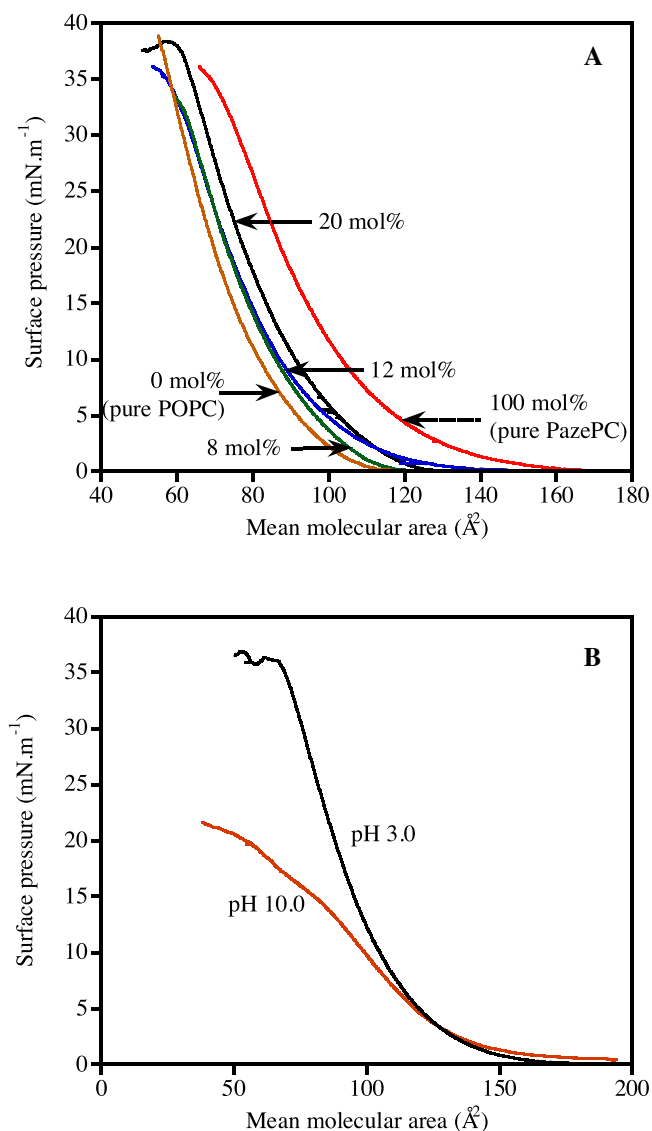 A
40
35
30
25
20
15
10
5
0
Surface pressure (mN.m-1)
20 mol%
12 mol%
0 mol%
(pure POPC)
8 mol%
100 mol%
(pure PazePC)
40 60 80 100 120 140 160 180
Mean molecular area (Å2)
B
40
35
30
25
20
15
10
5
0
Surface pressure (mN.m-1)
pH 3.0
pH 10.0
0 50 100 150 200
Mean molecular area (Å2)